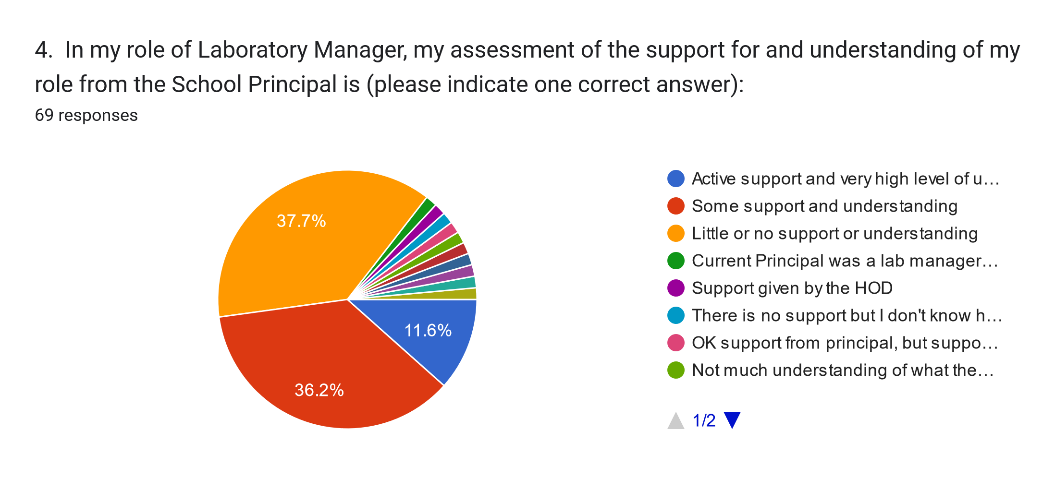 4. In my role of Laboratory Manager, my assessment of the support for and understanding of my
role from the School Principal is (please indicate one correct answer):
69 responses
37.7%
11.6%
36.2%
Active support and very high level of u…
Some support and understanding
Little or no support or understanding
Current Principal was a lab manager…
Support given by the HOD
There is no support but I don't know h…
OK support from principal, but suppo…
Not much understanding of what the…
1/2